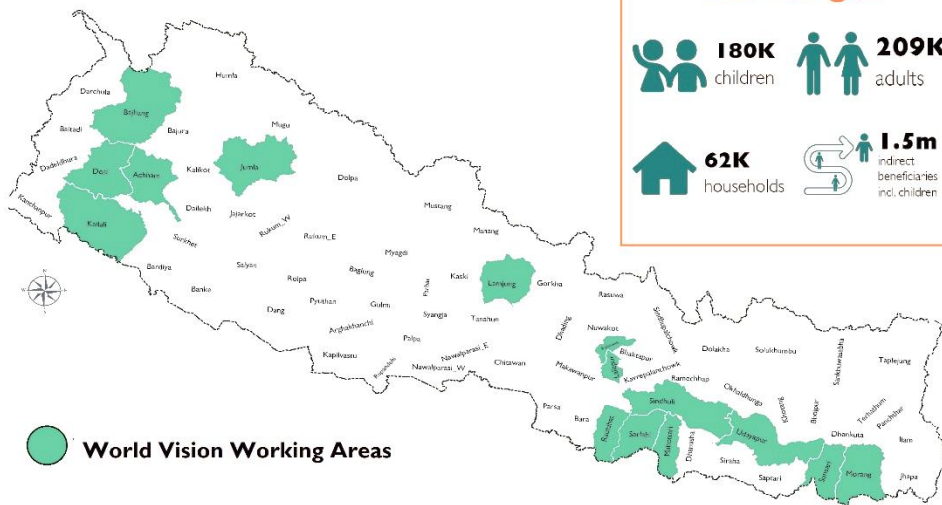 180K
children
209K
adults
62K
households
1.5m
indirect
beneficiaries
incl. children
Humla
Darchula
Bajhang
Baitadi
Bajura
Mugu
Dadeldhura
Doti
Achham
Kalikot
Jumla
Dolpa
Kanchanpur
Kailali
Dailekh
Jajarkot
Rukum_W
Rukum_E
Mustang
Manang
Surkhet
Bardiya
Banke
Salyan
Rolpa
Baglung
Myagdi
Parbat
Kaski
Lamjung
Gorkha
Rasuwa
Dang
Pyuthan
Gulmi
Syangja
Tanahun
Arghakhanchi
Palpa
Dhading
Nuwakot
Sindhupalchowk
Dolakha
Solukhumbu
Sankhuwasabha
Taplejung
Kapilvastu
Rupandehi
Nawalparasi_E
Nawalparasi_W
Chitawan
Makawanpur
Bhaktapur
Kavrepalanchowk
Ramechhap
Okhaldhunga
Khotang
Bhojpur
Terhathum
Panchthar
Parsa
Bara
Rautahat
Sarlahi
Mahottari
Sindhuli
Dhanusha
Siraha
Udayapur
Saptari
Dhankuta
Sunsari
Morang
Ilam
Jhapa
N
W
E
S
World Vision Working Areas